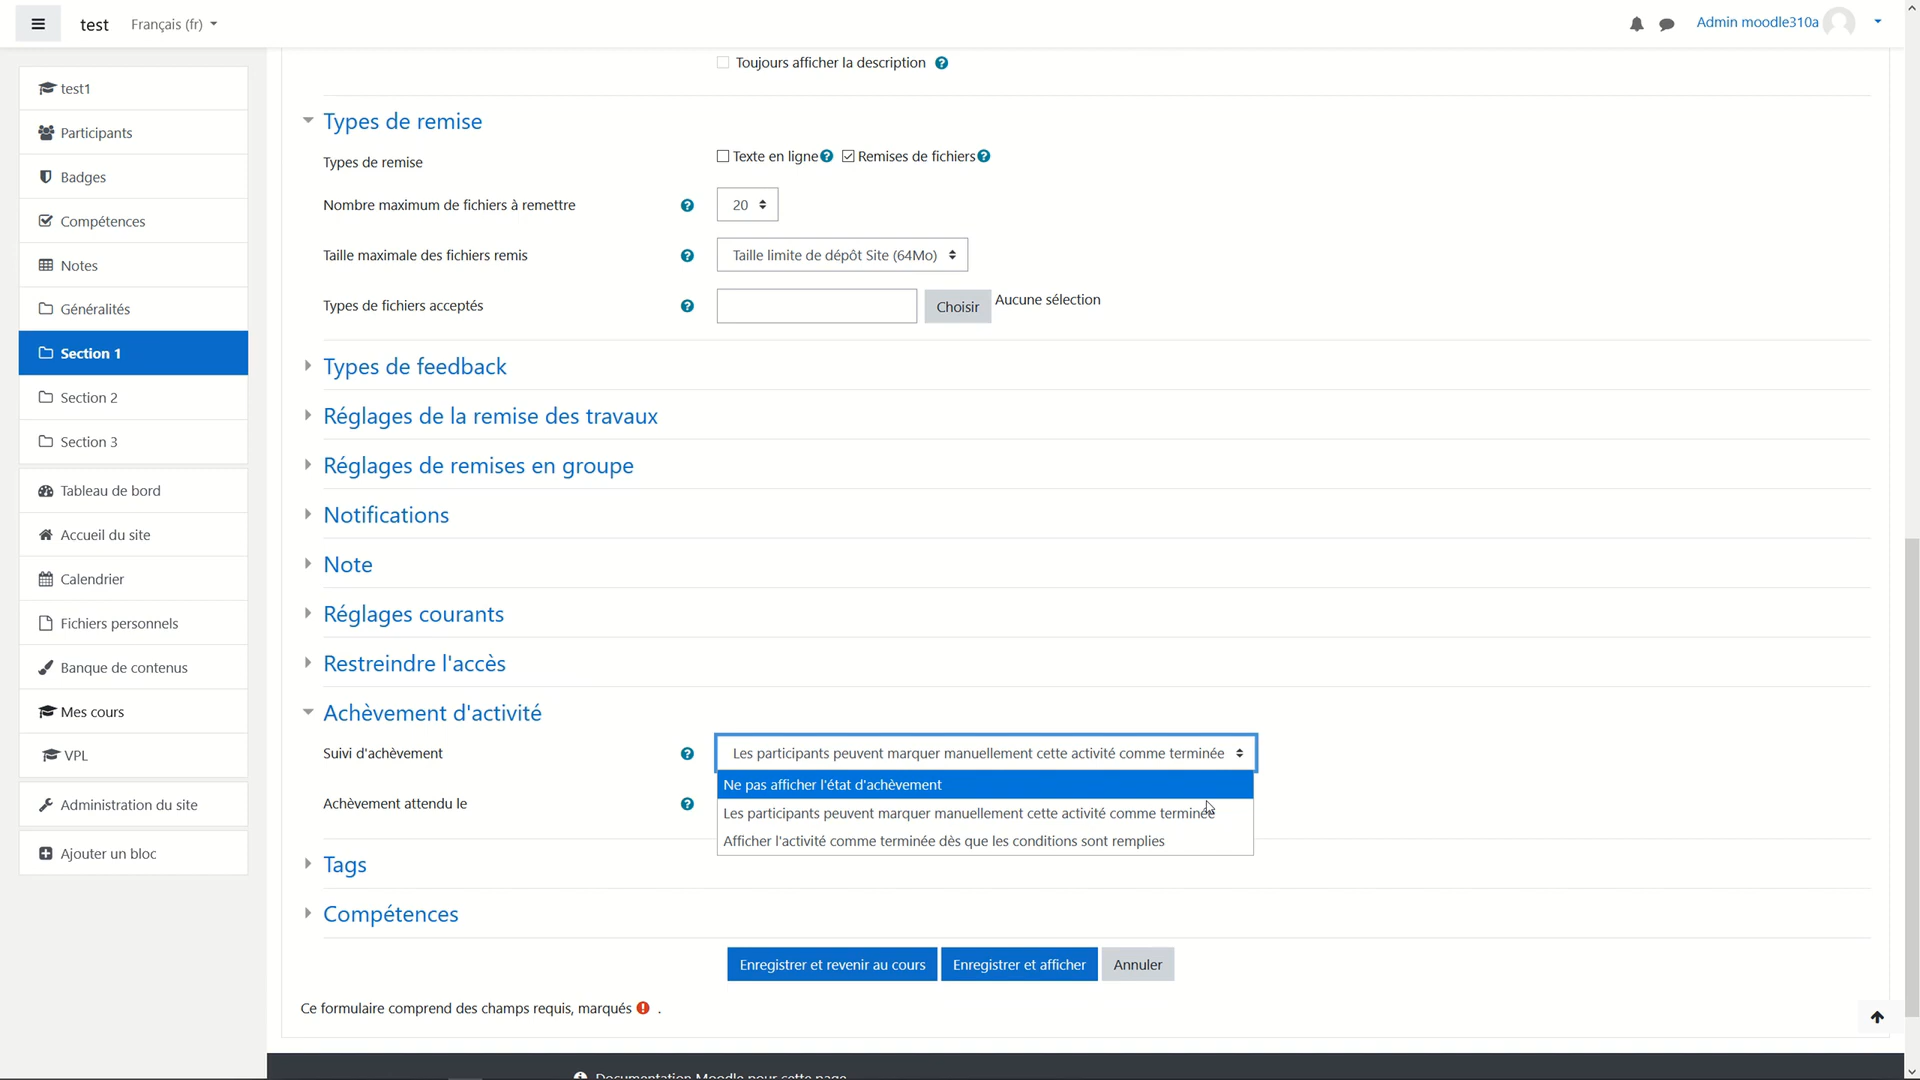 test
Français (fr)
Admin moodle310a
test1
Participants
Badges
Compétences
Notes
Généralités
Section 1
Section 2
Section 3
Tableau de bord
Accueil du site
Calendrier
Fichiers personnels
Banque de contenus
Mes cours
VPL
Administration du site
Ajouter un bloc
Toujours afficher la description
Types de remise
Types de remise
Texte en ligne Remises de fichiers
Nombre maximum de fichiers à remettre
20
Taille maximale des fichiers remis
Taille limite de dépôt Site (64Mo)
Types de fichiers acceptés
Choisir
Aucune sélection
Types de feedback
Réglages de la remise des travaux
Réglages de remises en groupe
Notifications
Note
Réglages courants
Restreindre l'accès
Achèvement d'activité
Suivi d'achèvement
Les participants peuvent marquer manuellement cette activité comme terminée
Ne pas afficher l'état d'achèvement
Achèvement attendu le
Les participants peuvent marquer manuellement cette activité comme terminée
Afficher l'activité comme terminée dès que les conditions sont remplies
Tags
Compétences
Enregistrer et revenir au cours
Enregistrer et afficher
Annuler
Ce formulaire comprend des champs requis, marqués .
Documentation Moodle pour cette page